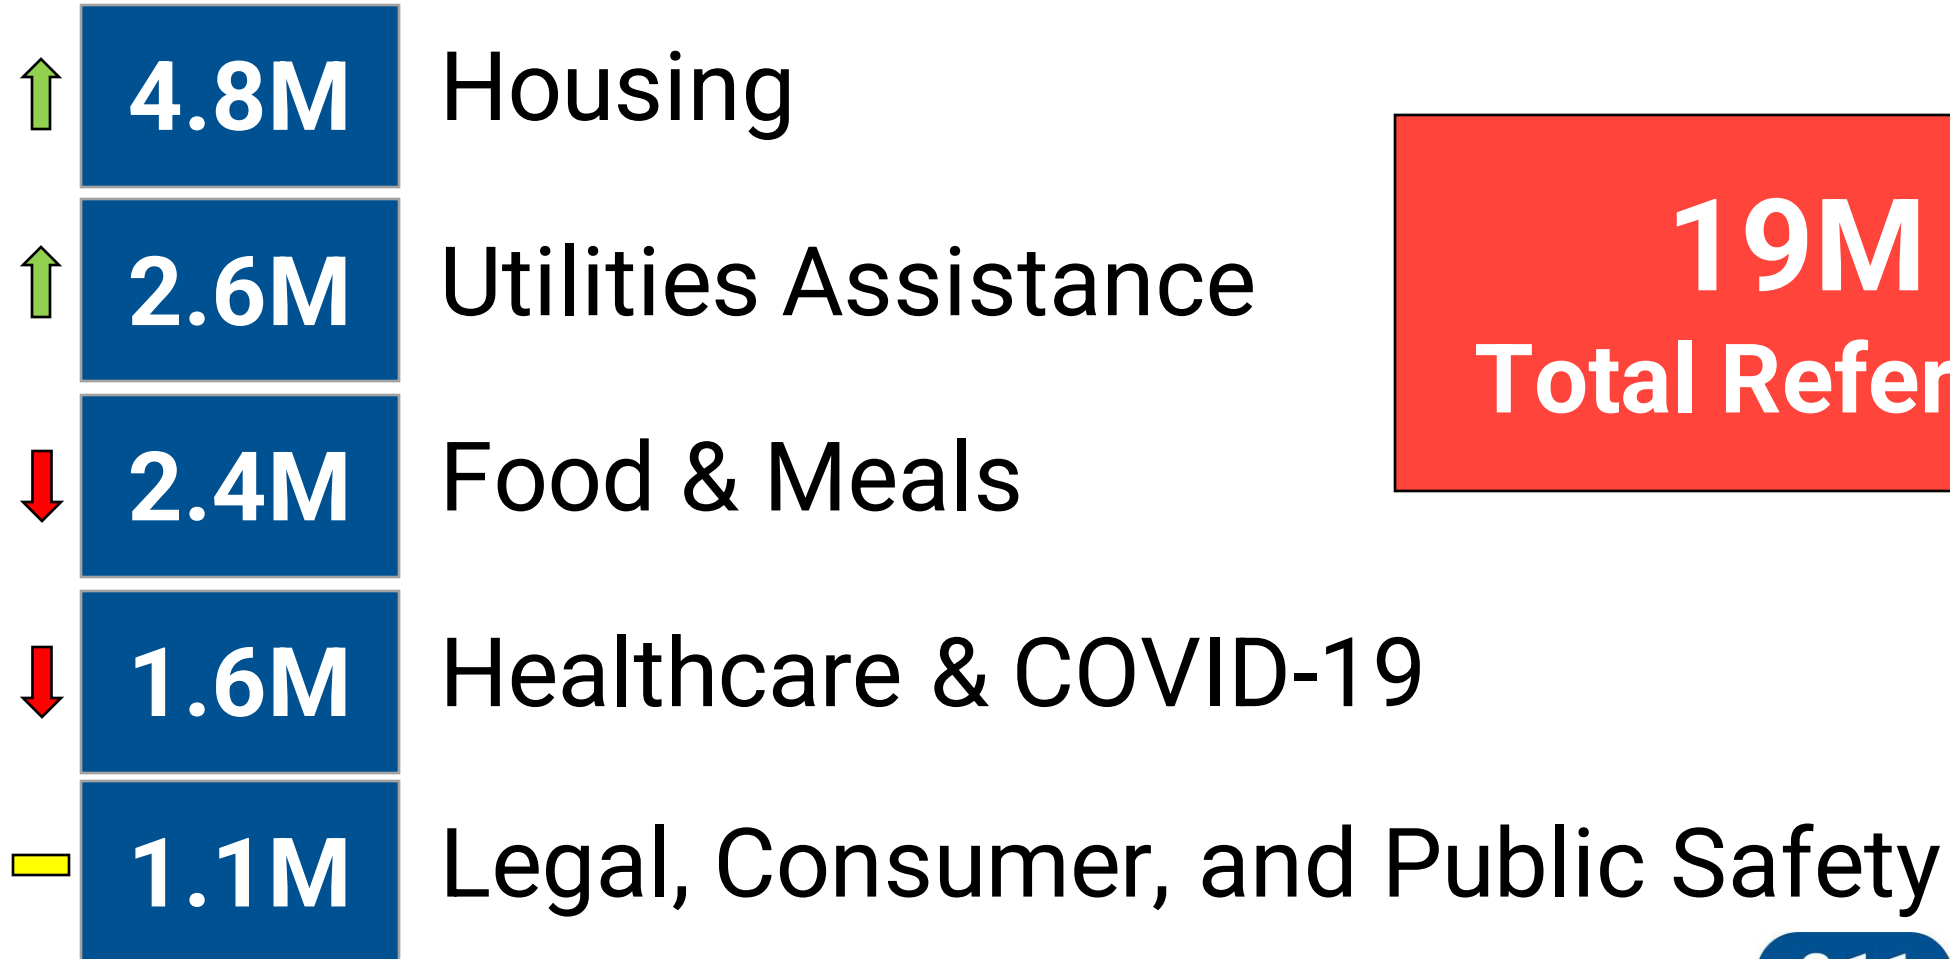 4.8M Housing
2.6M Utilities Assistance
2.4M Food & Meals
1.6M Healthcare & COVID-19
1.1M Legal, Consumer, and Public Safety
19M
Total Refer